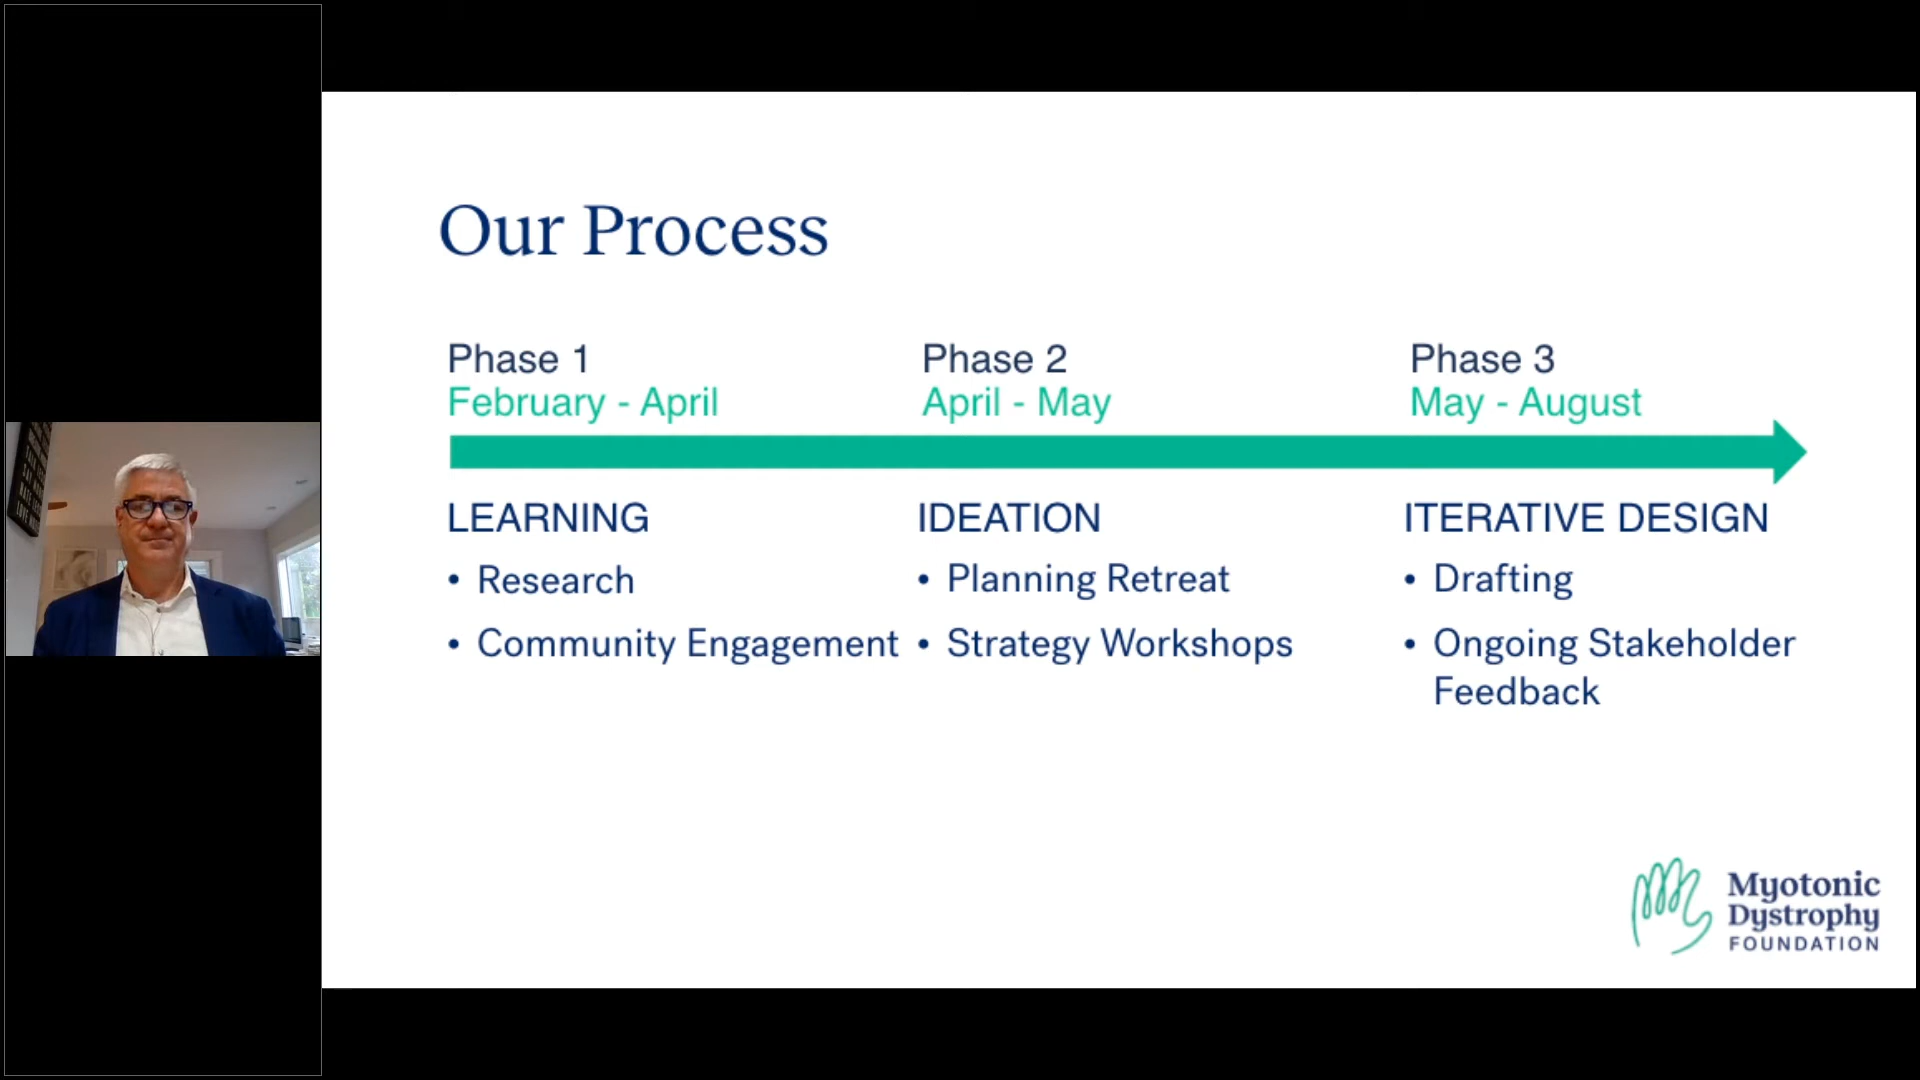 Our Process
Phase 1
February - April
LEARNING
• Research
• Community Engagement
Phase 2
April - May
IDEATION
• Planning Retreat
• Strategy Workshops
Phase 3
May - August
ITERATIVE DESIGN
• Drafting
• Ongoing Stakeholder
Feedback
Myotonic
Dystrophy
FOUNDATION